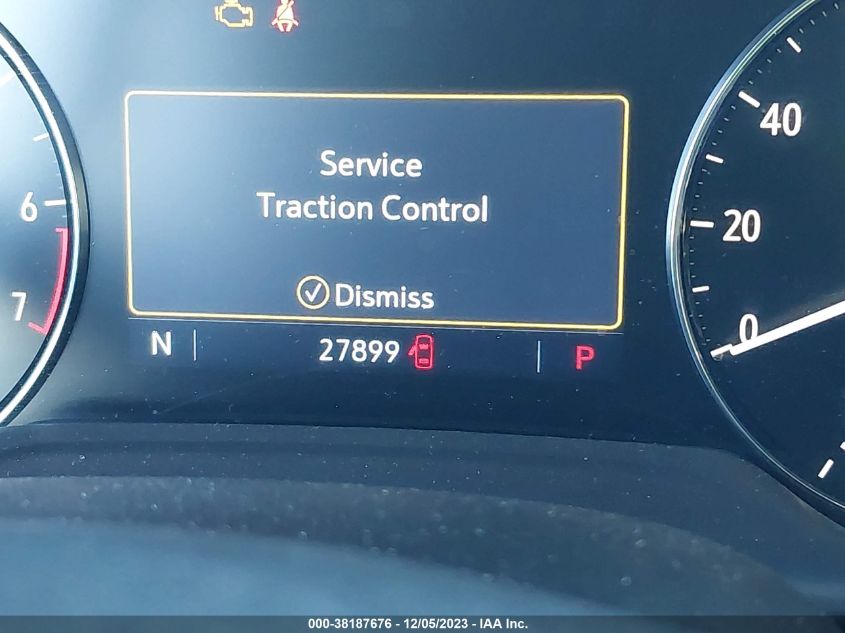 Service
Traction Control
Dismiss
6
7
40
20
0
N
27899
P
000-38187676 - 12/05/2023 - IAA Inc.